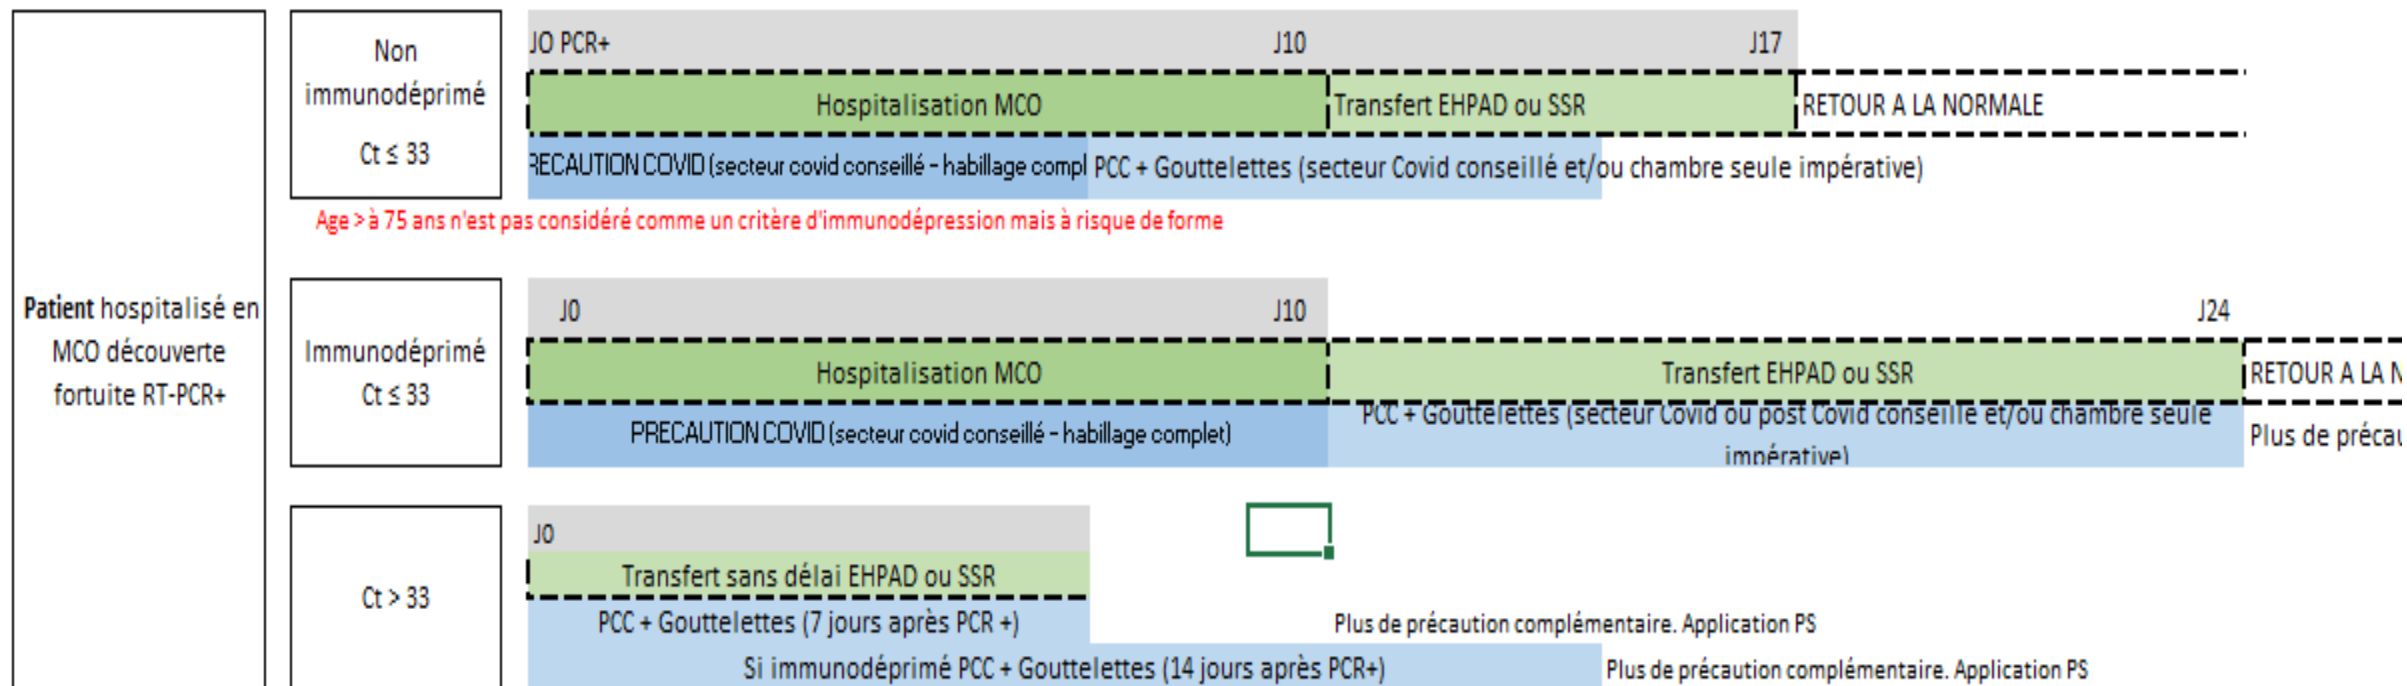 Patient hospitalisé en
MCO découverte
fortuite RT-PCR+
Non
immunodéprimé
Ct ≤ 33
JO PCR+
J10
J17
Hospitalisation MCO
Transfert EHPAD ou SSR
RETOUR A LA NORMALE
RECAUTION COVID (secteur covid conseillé - habillage compl
PCC + Gouttelettes (secteur Covid conseillé et/ou chambre seule impérative)
Age > à 75 ans n'est pas considéré comme un critère d'immunodépression mais à risque de forme
Immunodéprimé
Ct ≤ 33
J0
J10
J24
Hospitalisation MCO
Transfert EHPAD ou SSR
RETOUR A LA N
PRECAUTION COVID (secteur covid conseillé - habillage complet)
PCC + Gouttelettes (secteur Covid ou post Covid conseillé et/ou chambre seule
impérative)
Plus de précau
Ct > 33
J0
Transfert sans délai EHPAD ou SSR
PCC + Gouttelettes (7 jours après PCR +)
Plus de précaution complémentaire. Application PS
Si immunodéprimé PCC + Gouttelettes (14 jours après PCR+)
Plus de précaution complémentaire. Application PS